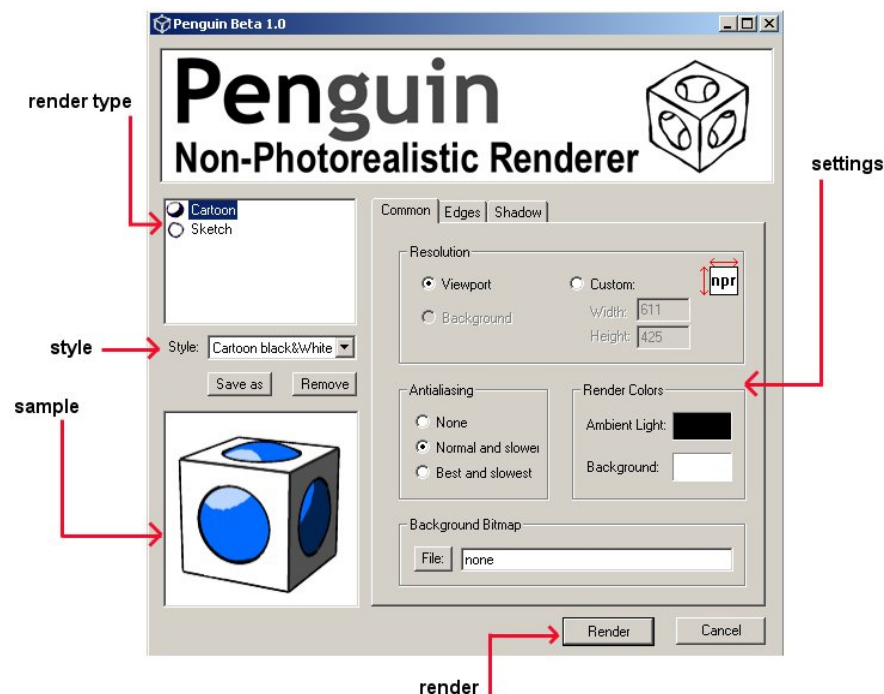 Penguin Beta 1.0
Penguin
Non-Photorealistic Renderer
render type
settings
Cartoon
Sketch
Common Edges Shadow
Resolution
Viewport
Custom:
npr
Background
Width: 611
Height: 425
style
Style: Cartoon black&White
Save as Remove
sample
Antialiasing
None
Normal and slower
Best and slowest
Render Colors
Ambient Light:
Background:
Background Bitmap
File: none
Render Cancel
render